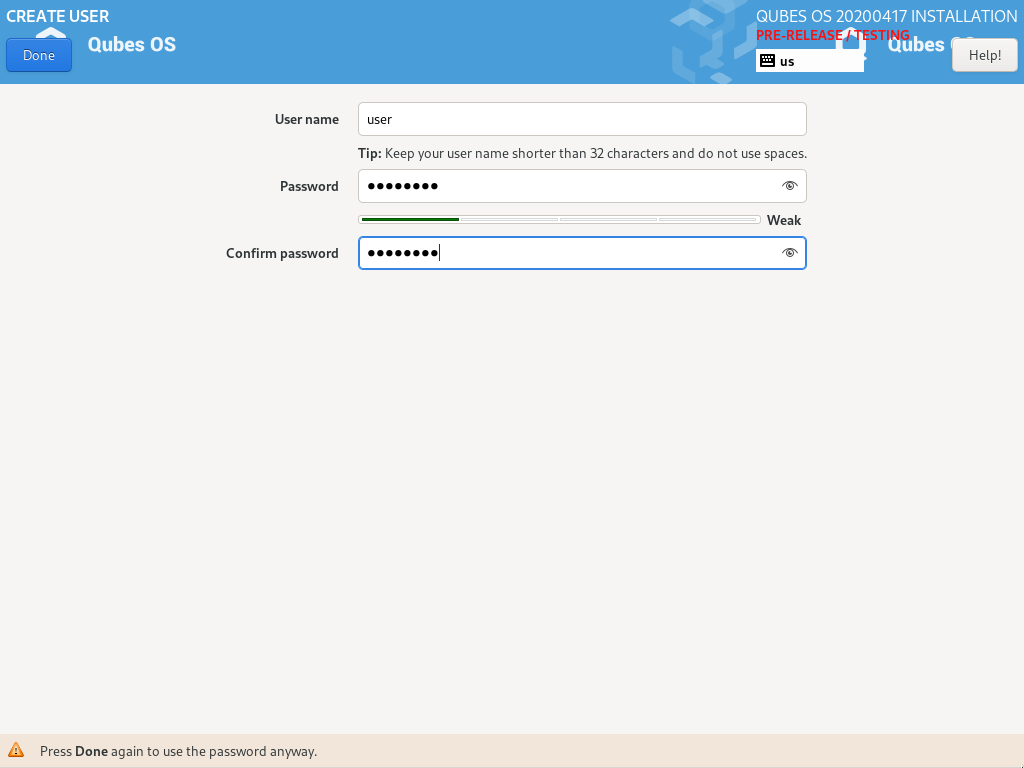 CREATE USER
QUBES OS 20200417 INSTALLATION
PRE-RELEASE / TESTING
Done
Qubes OS
Qubes
us
Help!
User name
user
Tip: Keep your user name shorter than 32 characters and do not use spaces.
Password
●●●●●●●●
Weak
Confirm password
●●●●●●●●
Press Done again to use the password anyway.